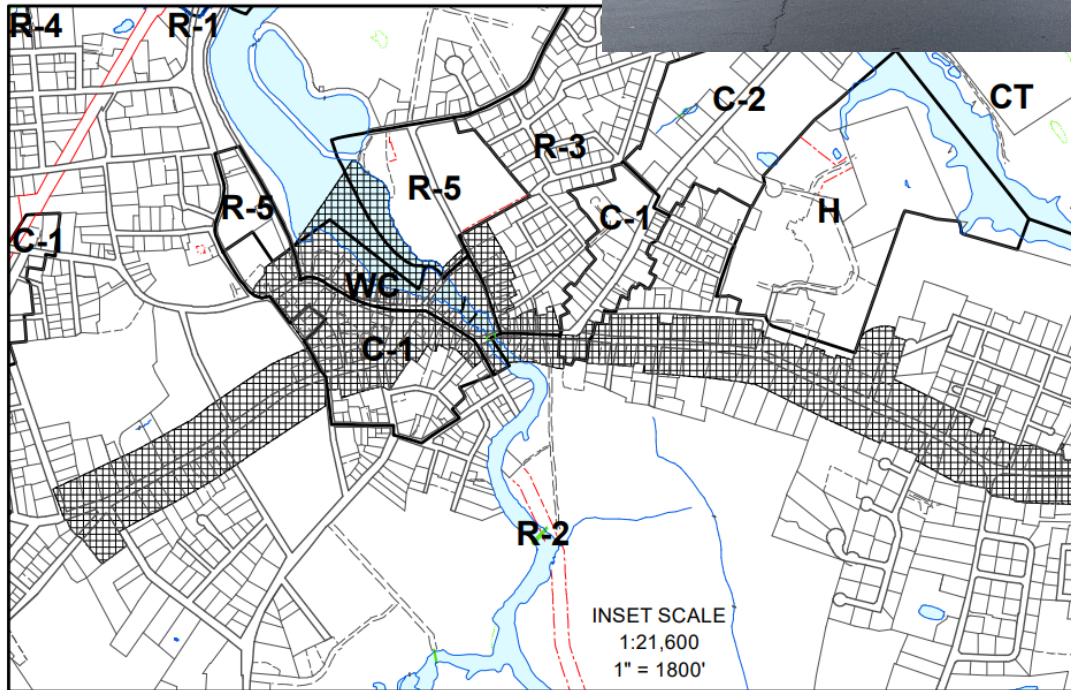 R-4
R-1
C-2
CT
R-3
R-5
R-5
C-1
H
C-1
WC
C-1
R-2
INSET SCALE
1:21,600
1" = 1800'